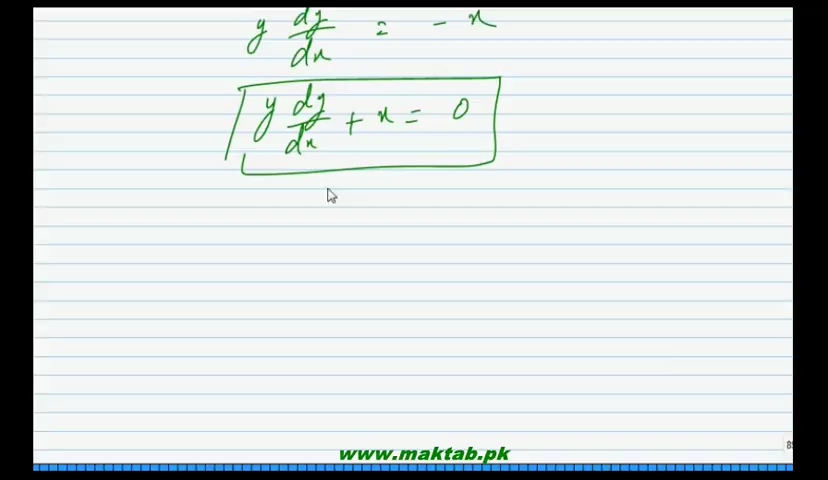 y dy/dx = - x
y dy/dx + x = 0
www.maktab.pk